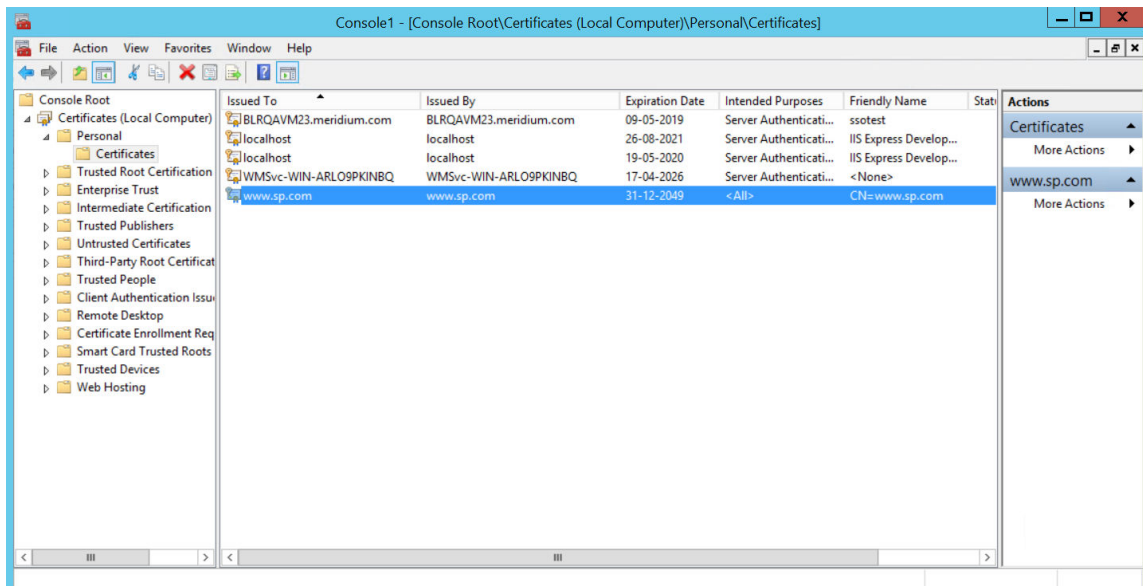 Console1 - [Console Root\Certificates (Local Computer)\Personal\Certificates]
File Action View Favorites Window Help
Console Root
Certificates (Local Computer)
Personal
Certificates
Trusted Root Certification
Enterprise Trust
Intermediate Certification
Trusted Publishers
Untrusted Certificates
Third-Party Root Certificat
Trusted People
Client Authentication Issu
Remote Desktop
Certificate Enrollment Req
Smart Card Trusted Roots
Trusted Devices
Web Hosting
Issued To Issued By Expiration Date Intended Purposes Friendly Name Stat
BLRQAVM23.meridium.com BLRQAVM23.meridium.com 09-05-2019 Server Authenticati... ssotest
localhost localhost 26-08-2021 Server Authenticati... IIS Express Develop...
localhost localhost 19-05-2020 Server Authenticati... IIS Express Develop...
WMSvc-WIN-ARLO9PKINBQ WMSvc-WIN-ARLO9PKINBQ 17-04-2026 Server Authenticati... <None>
www.sp.com www.sp.com 31-12-2049 <All> CN=www.sp.com
Actions
Certificates
More Actions
www.sp.com
More Actions